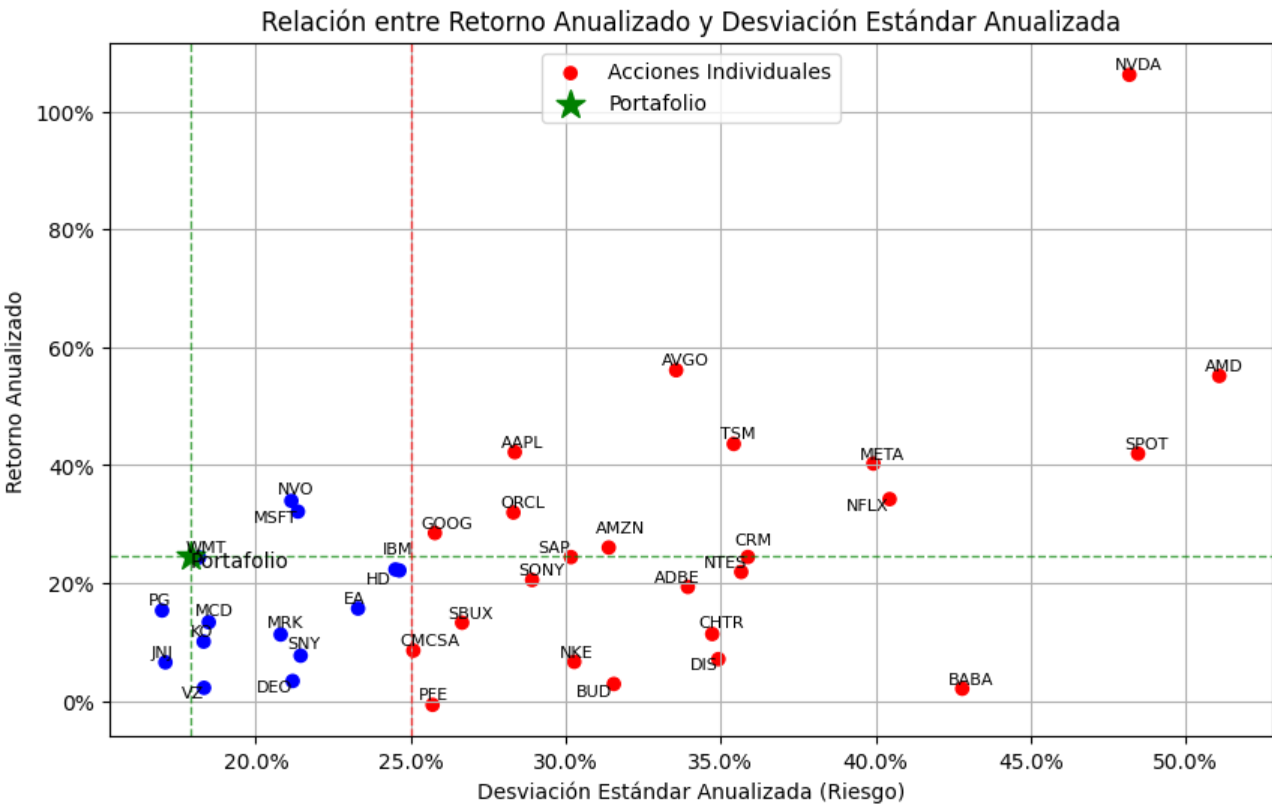 Relación entre Retorno Anualizado y Desviación Estándar Anualizada
Acciones Individuales
Portafolio
Retorno Anualizado
100%
80%
60%
40%
20%
0%
NVDA
AVGO
AMD
AAPL
TSM
META
SPOT
NVO
MSFT
ORCL
NFLX
GOOG
AMZN
WMT
Portafolio
IBM
HD
SAP
CRM
SONY
NTES
ADBE
PG
MCD
EA
KO
MRK
SBUX
CHTR
JNJ
SNY
CMCSA
NKE
DIS
VZ
DEO
PFE
BUD
BABA
20.0%
25.0%
30.0%
35.0%
40.0%
45.0%
50.0%
Desviación Estándar Anualizada (Riesgo)